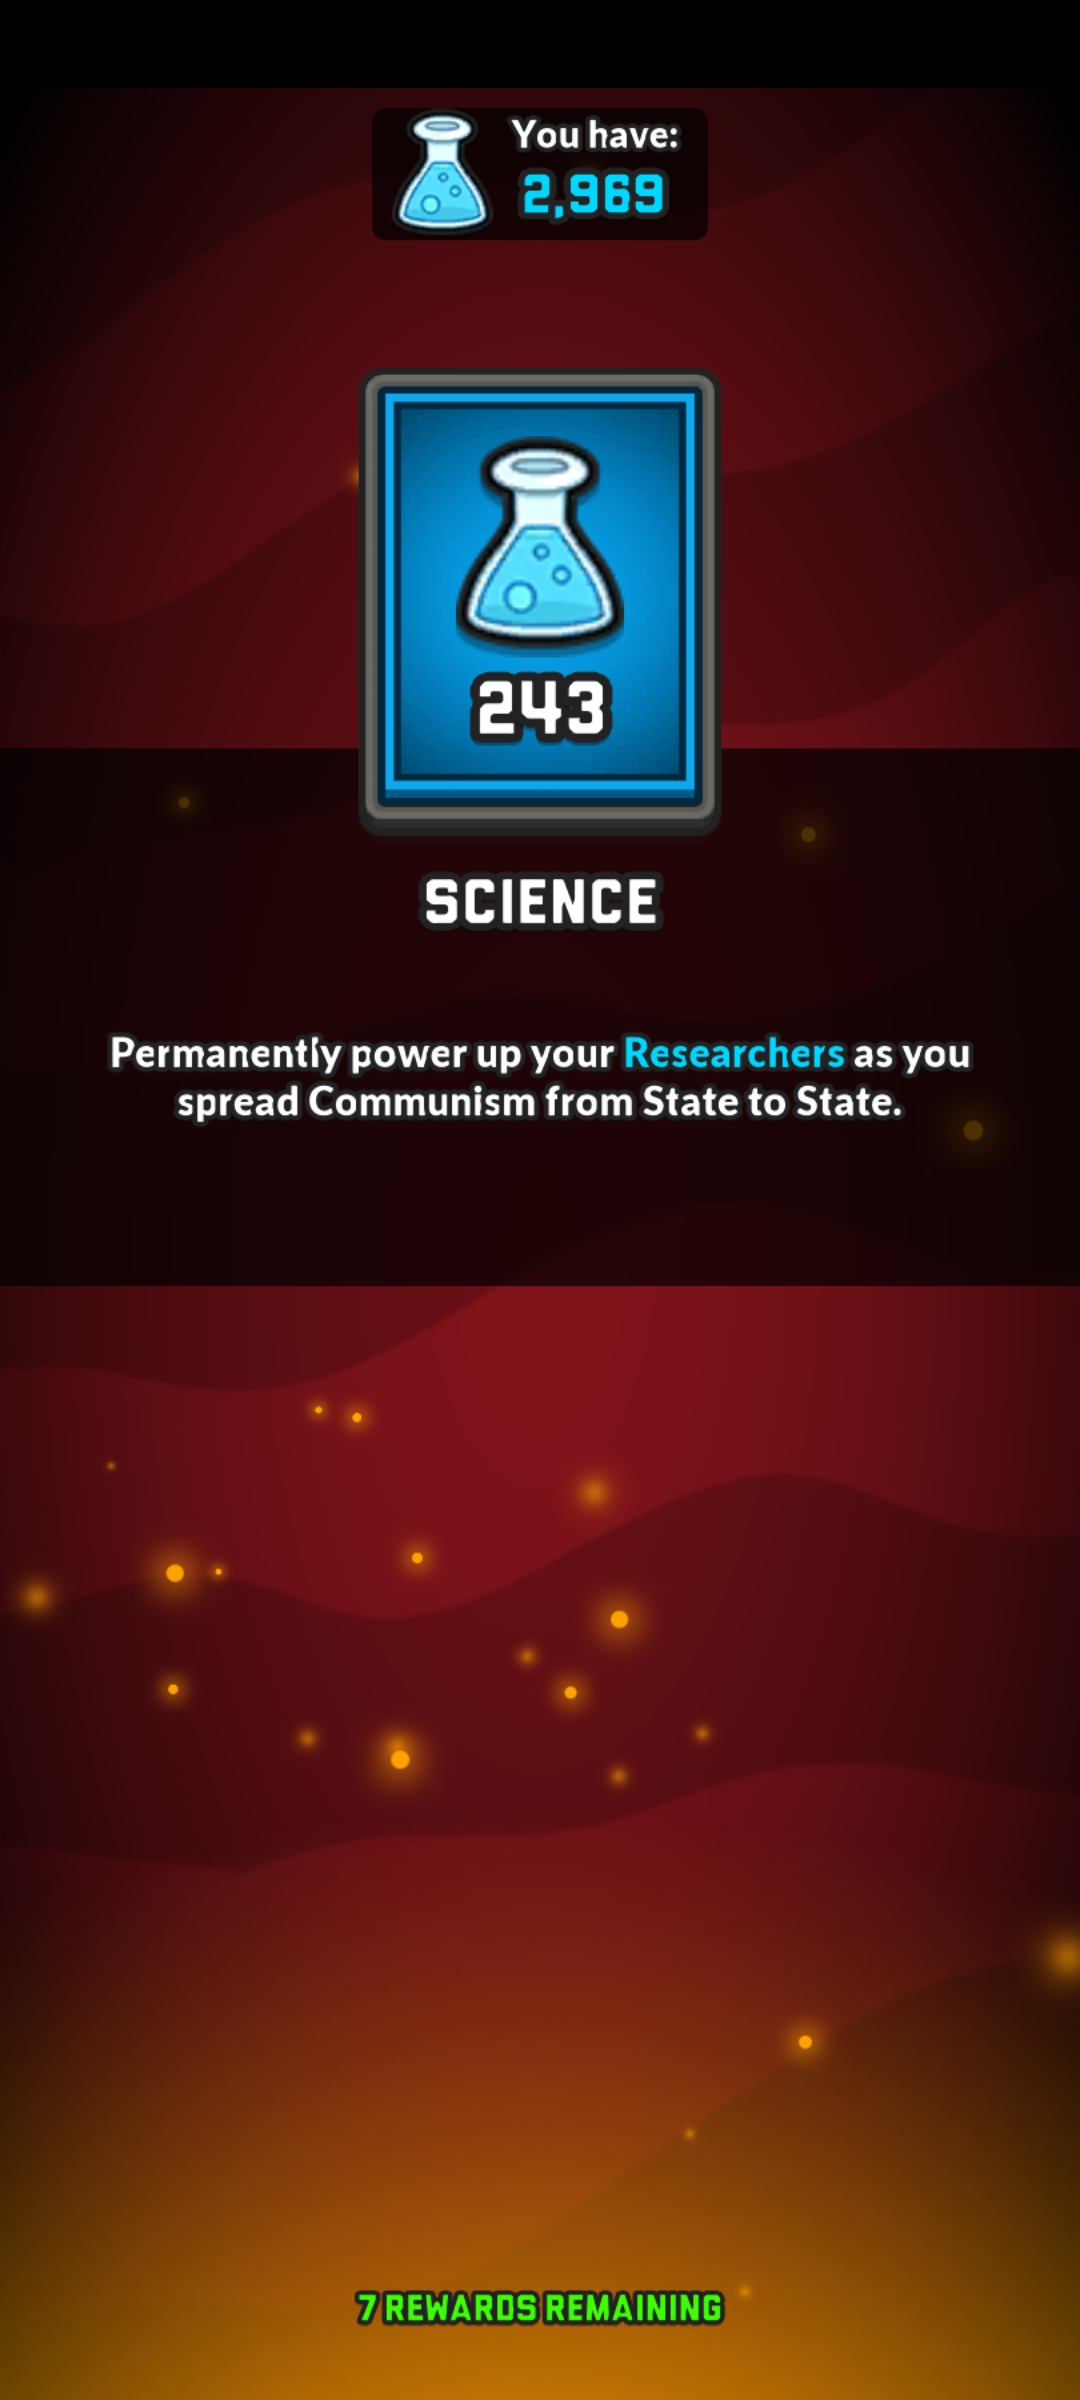 You have:
2,969
243
SCIENCE
Permanently power up your Researchers as you
spread Communism from State to State.
7 REWARDS REMAINING